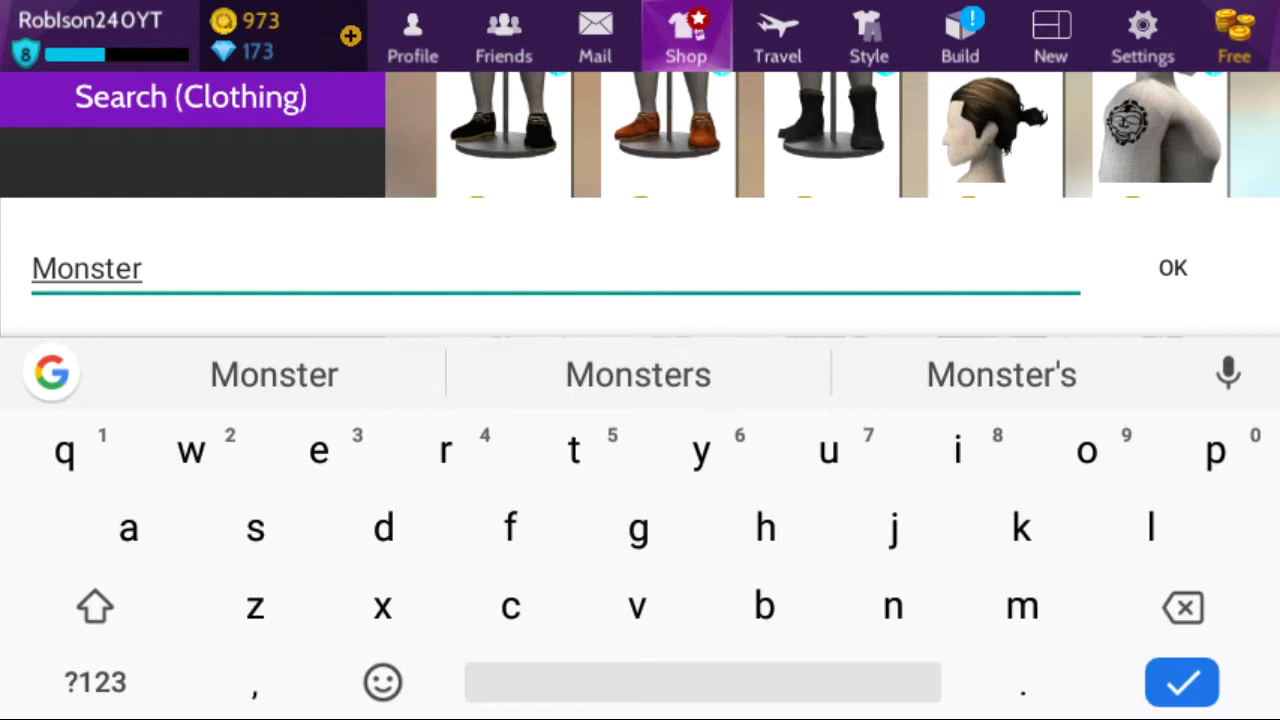 RobIson24OYT
8
973
173
Profile
Friends
Mail
Shop
Travel
Style
!
Build
New
Settings
Free
Search (Clothing)
Monster
OK
G Monster Monsters Monster's
q 1 w 2 e 3 r 4 t 5 y 6 u 7 i 8 o 9 p 0
a s d f g h j k l
z x c v b n m
?123 , .